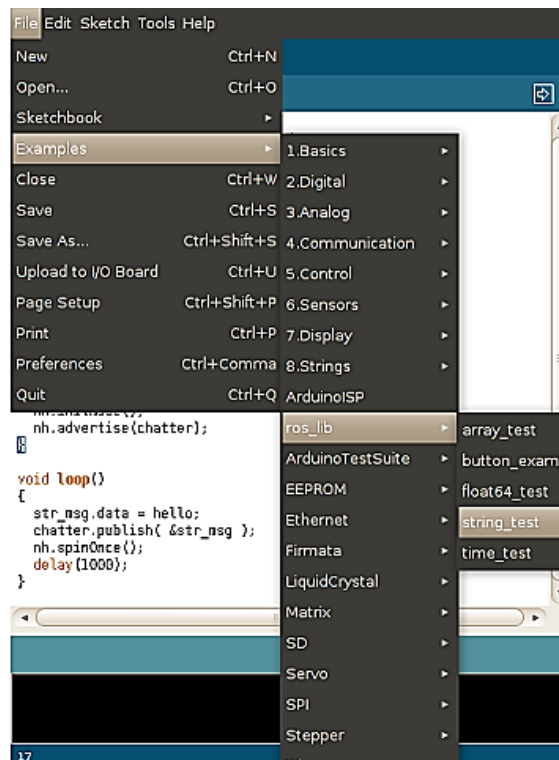 File Edit Sketch Tools Help
New Ctrl+N
Open... Ctrl+O
Sketchbook
Examples
Close Ctrl+W
Save Ctrl+S
Save As... Ctrl+Shift+S
Upload to I/O Board Ctrl+U
Page Setup Ctrl+Shift+P
Print Ctrl+P
Preferences Ctrl+Comma
Quit Ctrl+Q
1.Basics
2.Digital
3.Analog
4.Communication
5.Control
6.Sensors
7.Display
8.Strings
ArduinoISP
ros_lib
ArduinoTestSuite
EEPROM
Ethernet
Firmata
LiquidCrystal
Matrix
SD
Servo
SPI
Stepper
array_test
button_exam
float64_test
string_test
time_test
nh.advertise(chatter);
}
void loop()
{
str_msg.data = hello;
chatter.publish( &str_msg );
nh.spinOnce();
delay(1000);
}
17